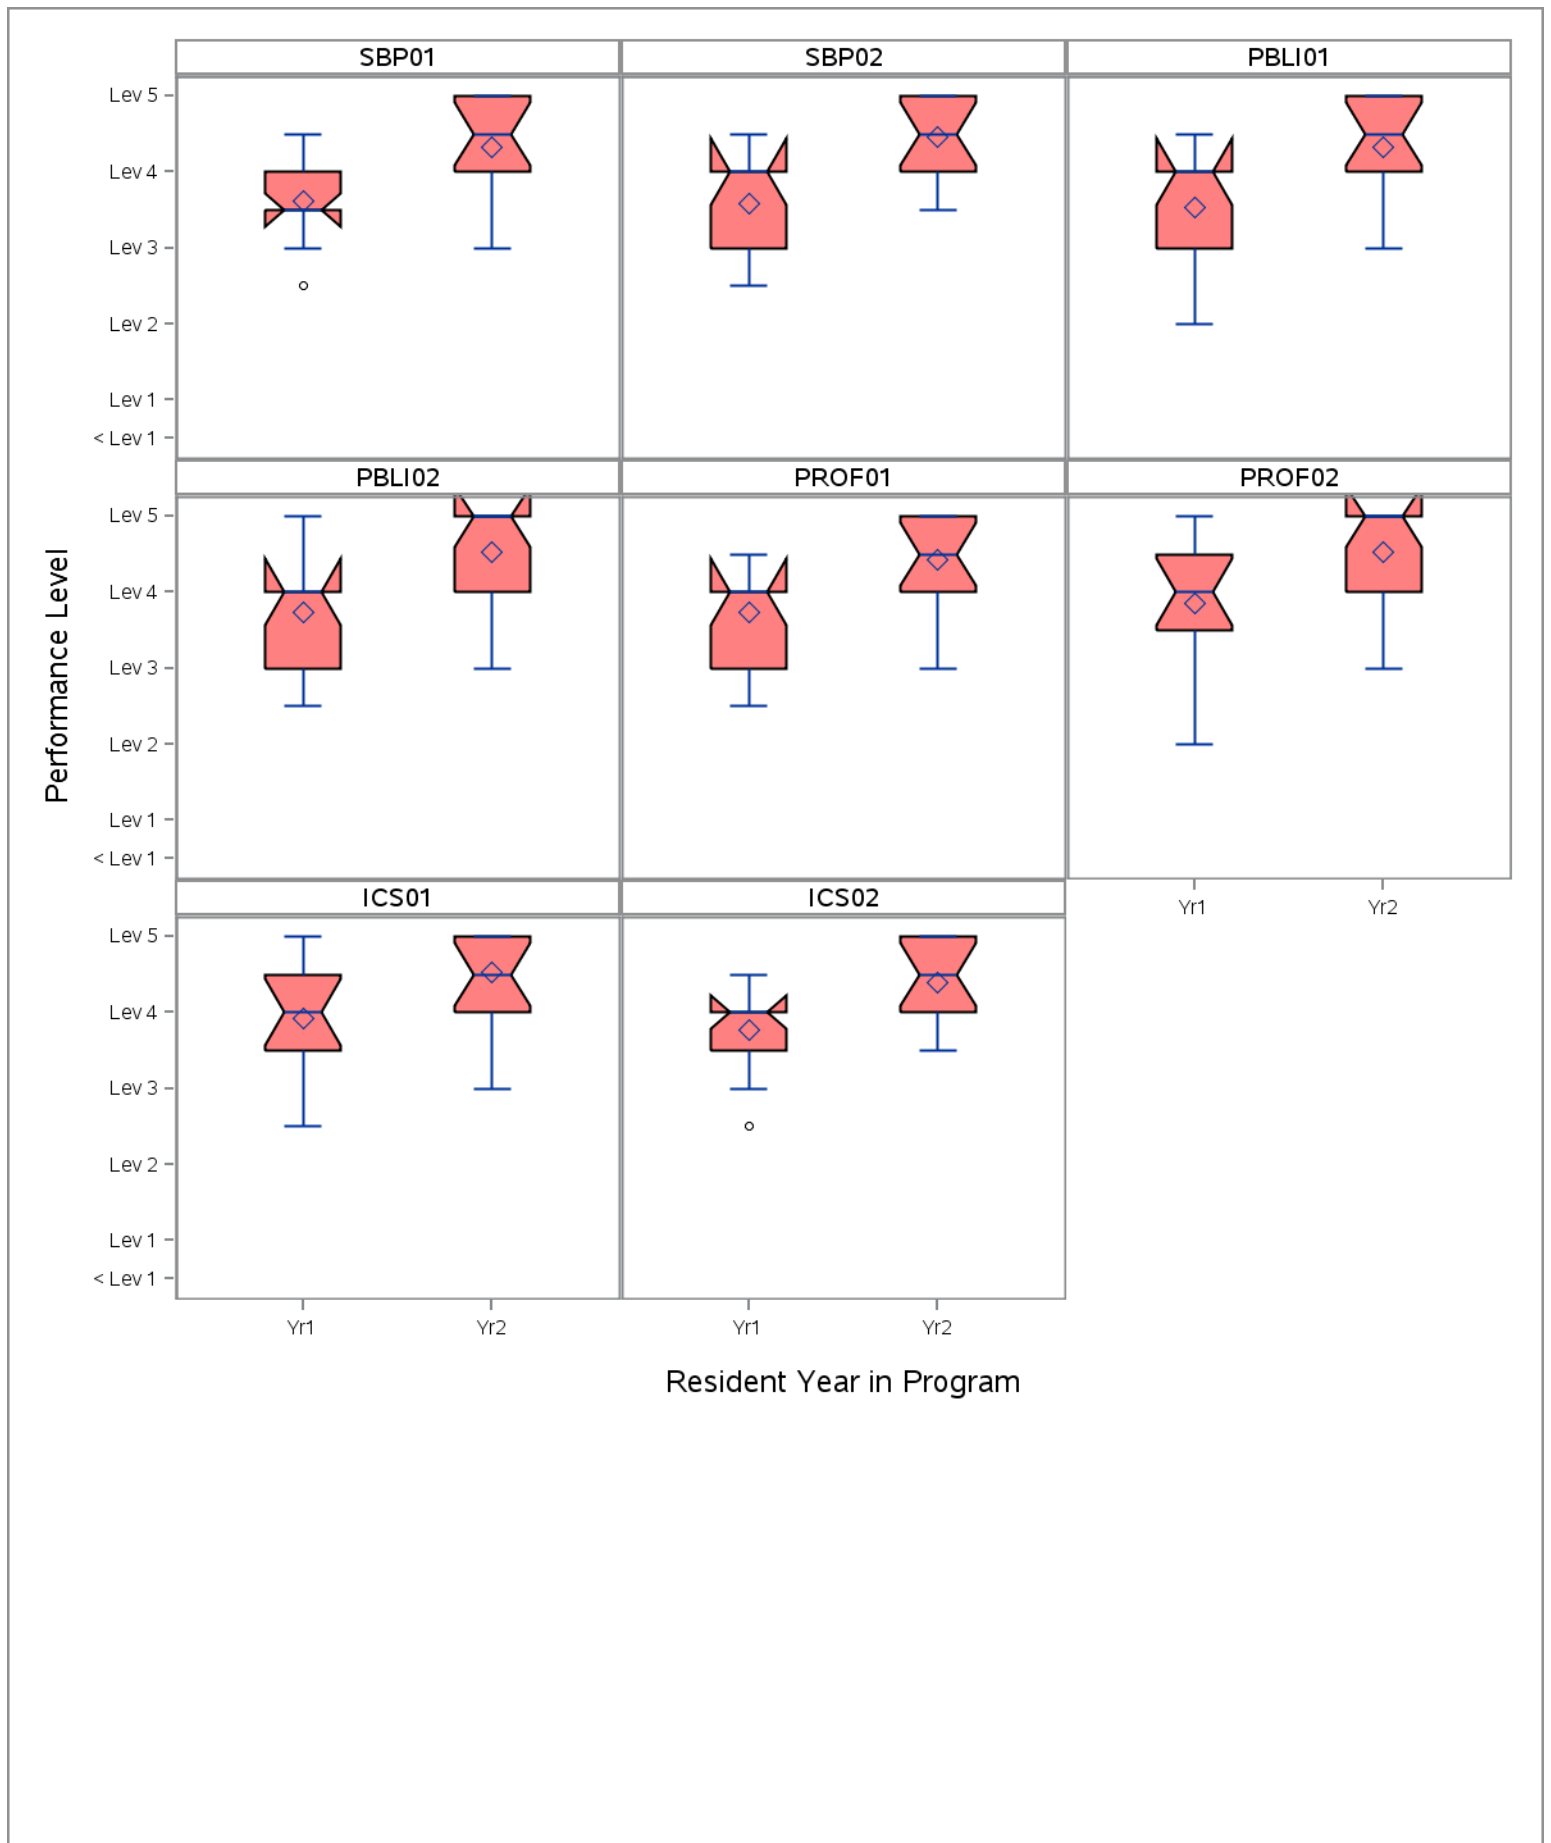 SBP01 SBP02 PBLI01
Lev 5
Lev 4
Lev 3
Lev 2
Lev 1
< Lev 1
PBLI02 PROF01 PROF02
Lev 5
Lev 4
Lev 3
Lev 2
Lev 1
< Lev 1
Performance Level
Yr1 Yr2
ICS01 ICS02
Lev 5
Lev 4
Lev 3
Lev 2
Lev 1
< Lev 1
Yr1 Yr2 Yr1 Yr2
Resident Year in Program